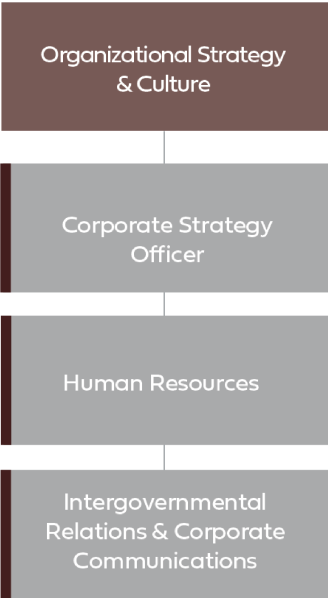 Organizational Strategy
& Culture
Corporate Strategy
Officer
Human Resources
Intergovernmental
Relations & Corporate
Communications